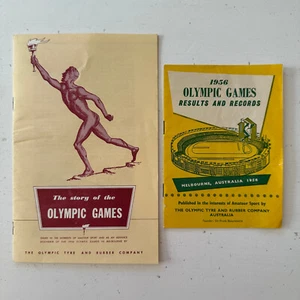 The story of the
OLYMPIC GAMES
THE OLYMPIC TYRE AND RUBBER COMPANY
1956
OLYMPIC GAMES
RESULTS AND RECORDS
MELBOURNE, AUSTRALIA 1956
Published in the Interests of Amateur Sport by
THE OLYMPIC TYRE AND RUBBER COMPANY
AUSTRALIA